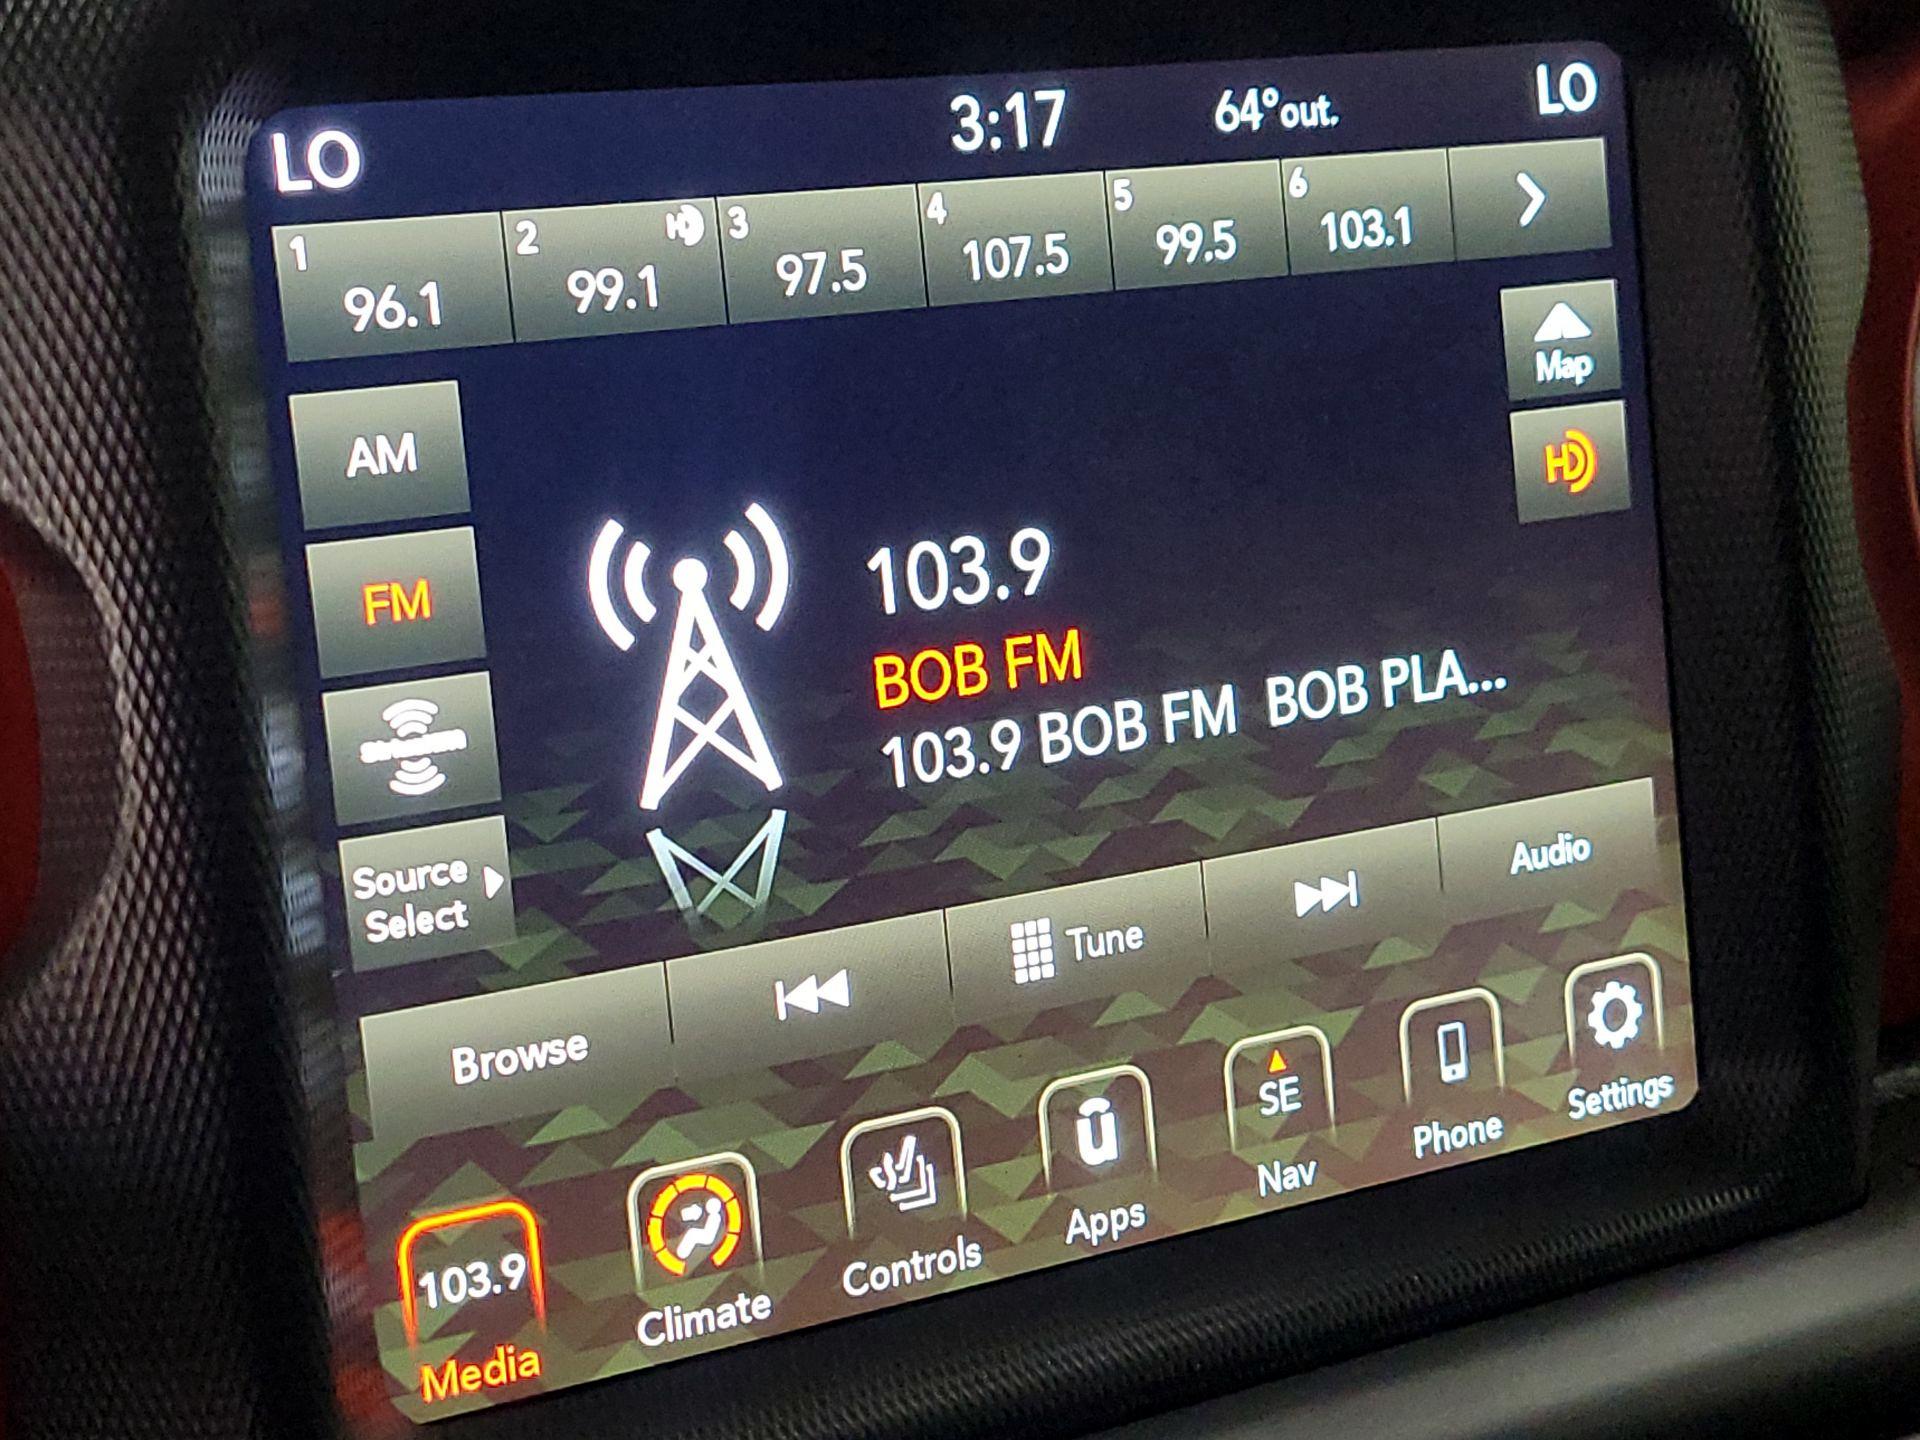 LO 3:17 64°out. LO
1 2 HD 3 4 5 6
96.1 99.1 97.5 107.5 99.5 103.1
Map
AM
HD
103.9
FM
BOB FM
103.9 BOB FM  BOB PLA...
Source
Select
Browse Tune Audio
103.9 SE
Media Climate Controls Apps Nav Phone Settings